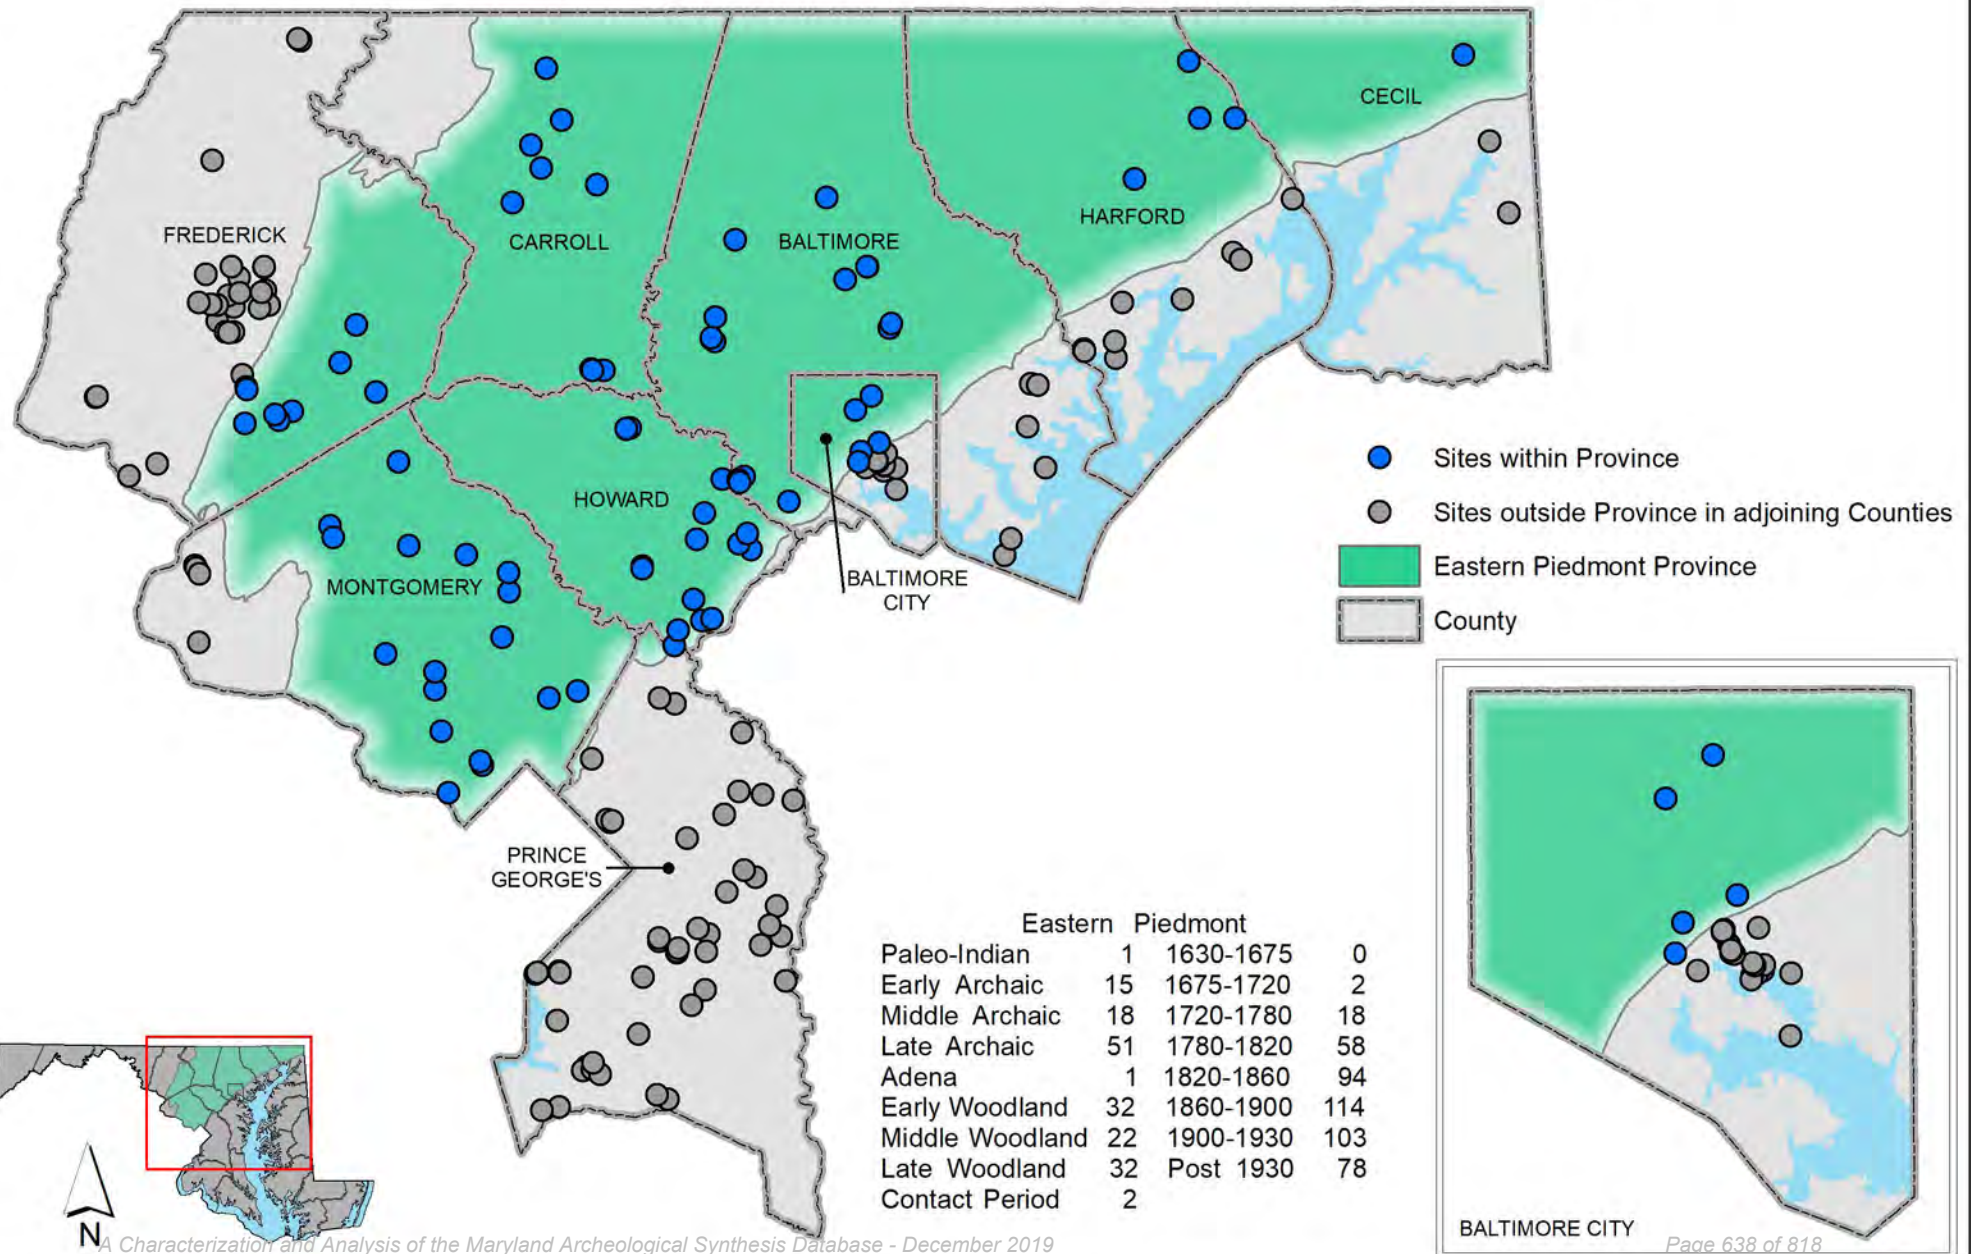 CECIL
HARFORD
FREDERICK
CARROLL
BALTIMORE
HOWARD
MONTGOMERY
BALTIMORE
CITY
PRINCE
GEORGE'S
Sites within Province
Sites outside Province in adjoining Counties
Eastern Piedmont Province
County
Eastern Piedmont
Paleo-Indian 1 1630-1675 0
Early Archaic 15 1675-1720 2
Middle Archaic 18 1720-1780 18
Late Archaic 51 1780-1820 58
Adena 1 1820-1860 94
Early Woodland 32 1860-1900 114
Middle Woodland 22 1900-1930 103
Late Woodland 32 Post 1930 78
Contact Period 2
BALTIMORE CITY
N
A Characterization and Analysis of the Maryland Archeological Synthesis Database - December 2019
Page 638 of 818